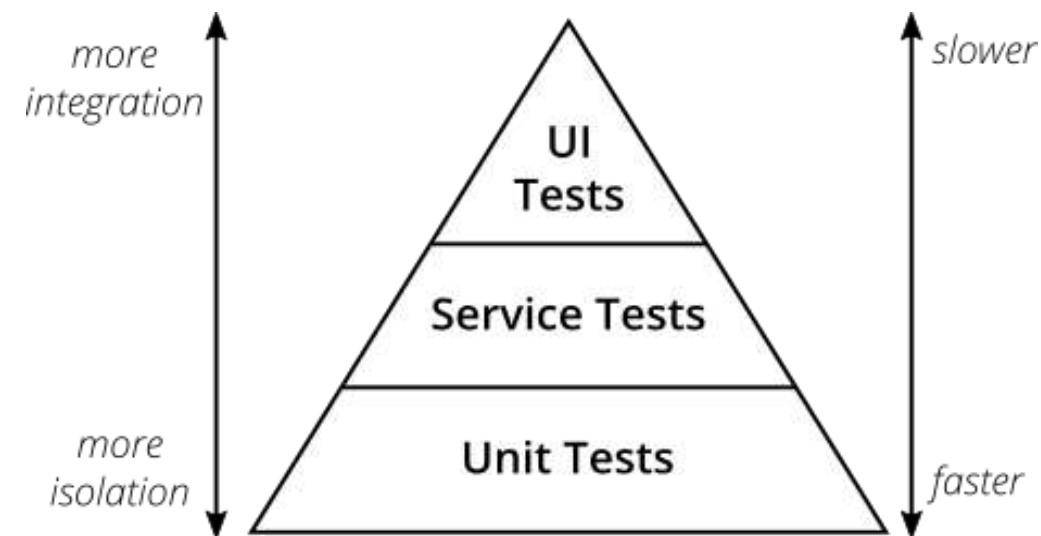 more
integration
slower
UI
Tests
Service Tests
Unit Tests
more
isolation
faster